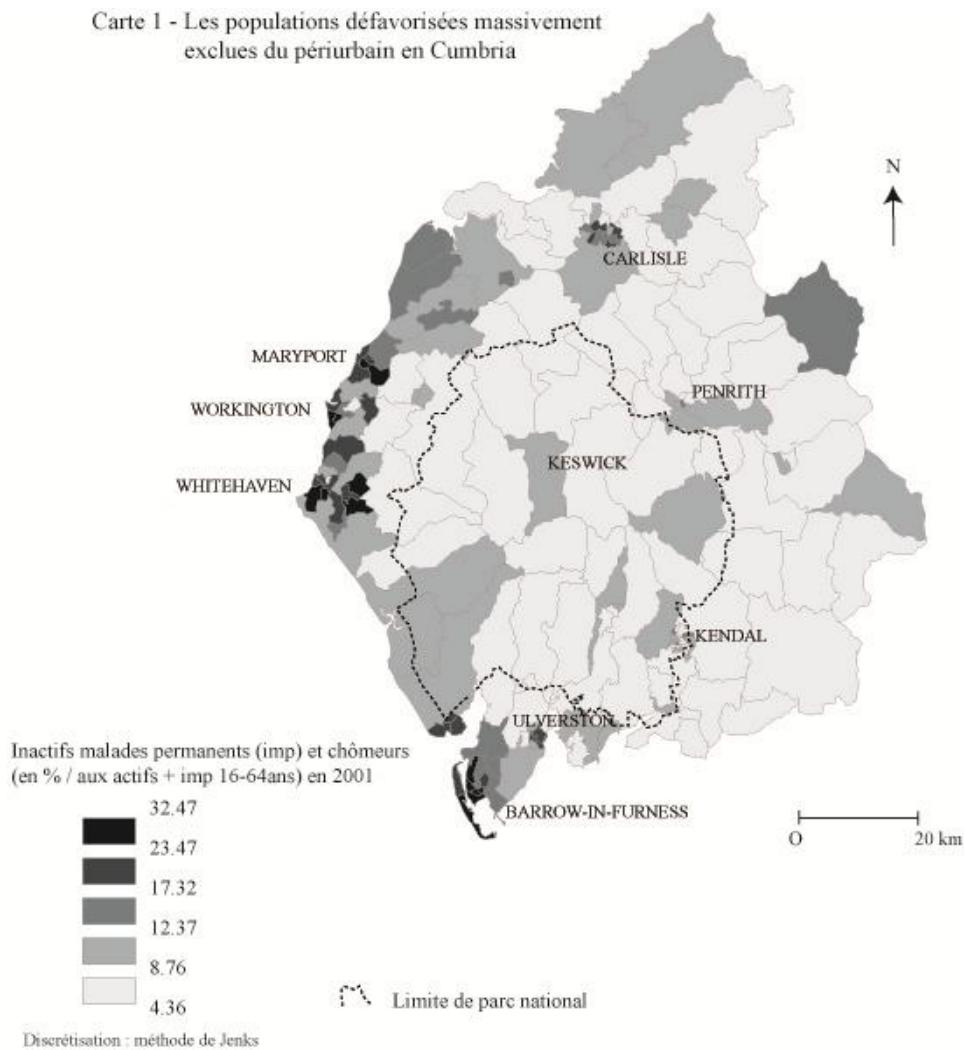 Carte 1 - Les populations défavorisées massivement
exclues du périurbain en Cumbria
N
CARLISLE
MARYPORT
PENRITH
WORKINGTON
KESWICK
WHITEHAVEN
KENDAL
ULVERSTON
Inactifs malades permanents (imp) et chômeurs
(en % / aux actifs + imp 16-64ans) en 2001
32.47
BARROW-IN-FURNESS
23.47
O 20 km
17.32
12.37
8.76
4.36
Limite de parc national
Discrétisation : méthode de Jenks